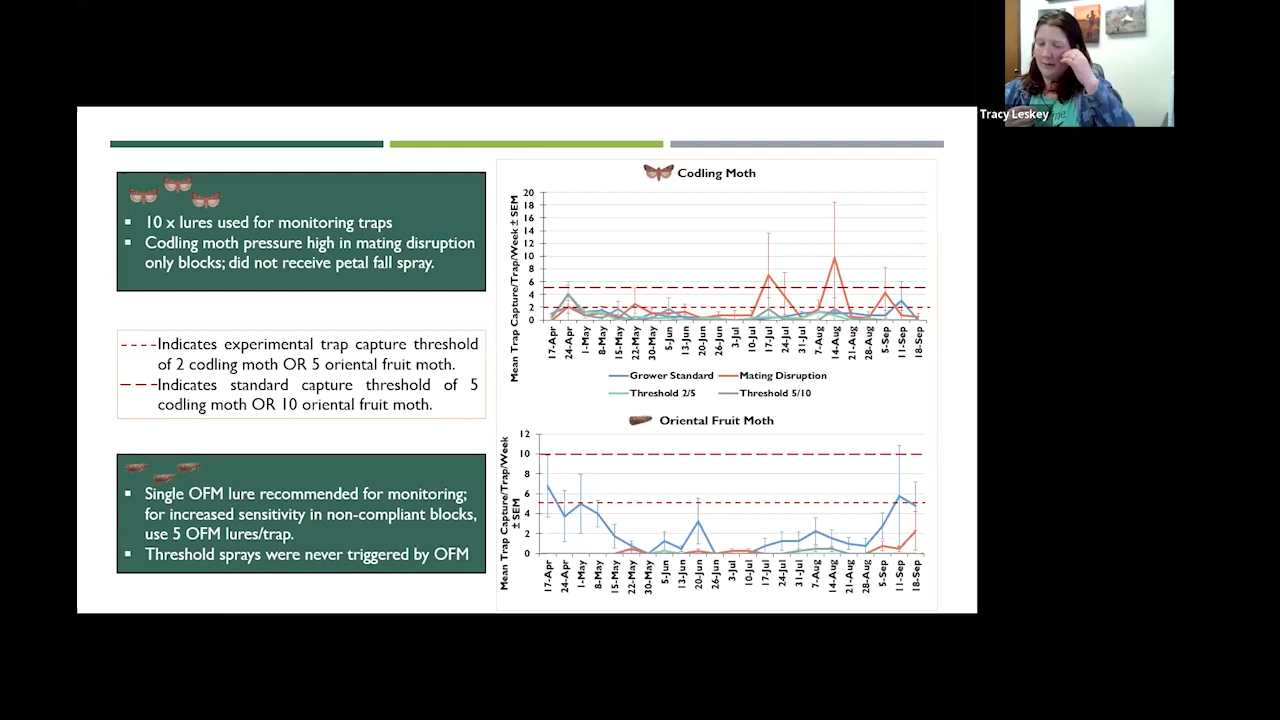 Tracy Leskey
10 x lures used for monitoring traps
Codling moth pressure high in mating disruption
only blocks; did not receive petal fall spray.
Indicates experimental trap capture threshold
of 2 codling moth OR 5 oriental fruit moth.
Indicates standard capture threshold of 5
codling moth OR 10 oriental fruit moth.
Single OFM lure recommended for monitoring;
for increased sensitivity in non-compliant blocks,
use 5 OFM lures/trap.
Threshold sprays were never triggered by OFM
Codling Moth
Mean Trap Capture/Trap/Week ± SEM
20
18
16
14
12
10
8
6
4
2
0
17-Apr
24-Apr
1-May
8-May
15-May
22-May
30-May
5-Jun
13-Jun
20-Jun
26-Jun
3-Jul
10-Jul
17-Jul
24-Jul
31-Jul
7-Aug
14-Aug
21-Aug
28-Aug
5-Sep
11-Sep
18-Sep
Grower Standard
Mating Disruption
Threshold 2/5
Threshold 5/10
Oriental Fruit Moth
Mean Trap Capture/Trap/Week
± SEM
12
10
8
6
4
2
0
17-Apr
24-Apr
1-May
8-May
15-May
22-May
30-May
5-Jun
13-Jun
20-Jun
26-Jun
3-Jul
10-Jul
17-Jul
24-Jul
31-Jul
7-Aug
14-Aug
21-Aug
28-Aug
5-Sep
11-Sep
18-Sep